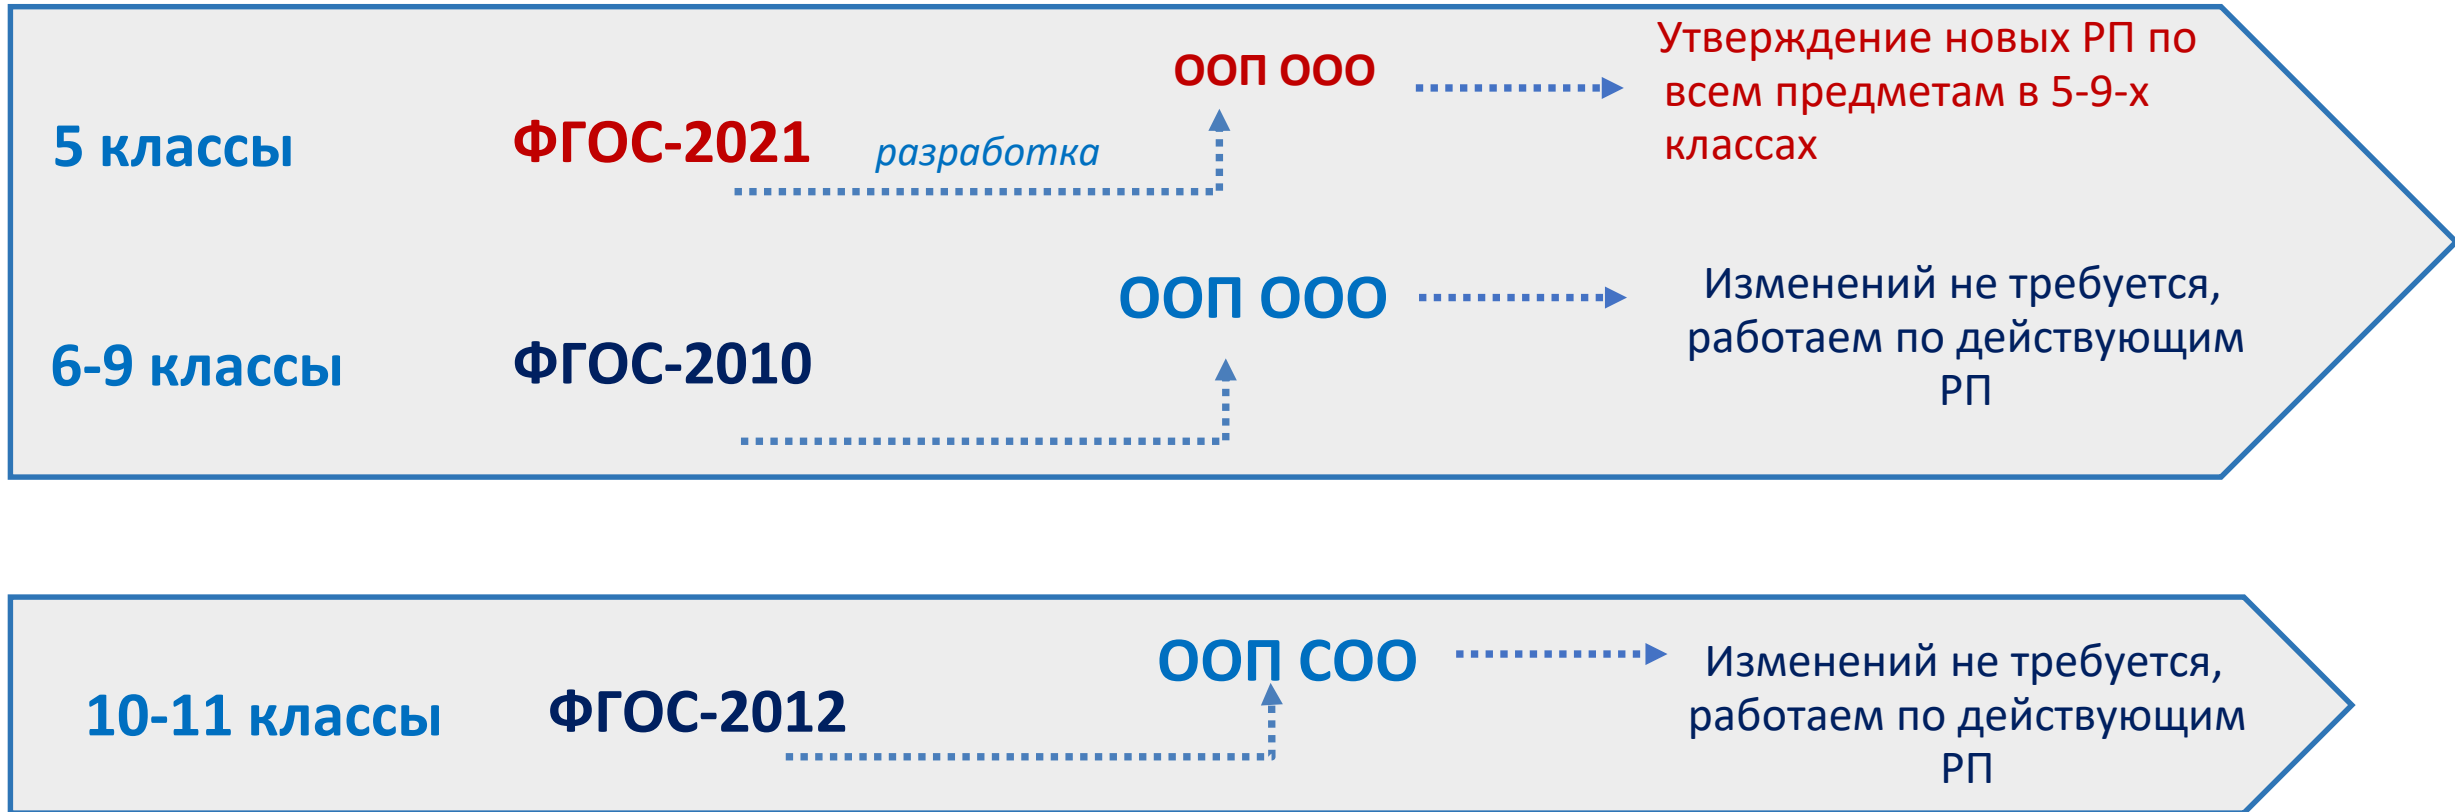 5 классы
ФГОС-2021
разработка
ООП ООО
Утверждение новых РП по
всем предметам в 5-9-х
классах
6-9 классы
ФГОС-2010
ООП ООО
Изменений не требуется,
работаем по действующим
РП
10-11 классы
ФГОС-2012
ООП СОО
Изменений не требуется,
работаем по действующим
РП